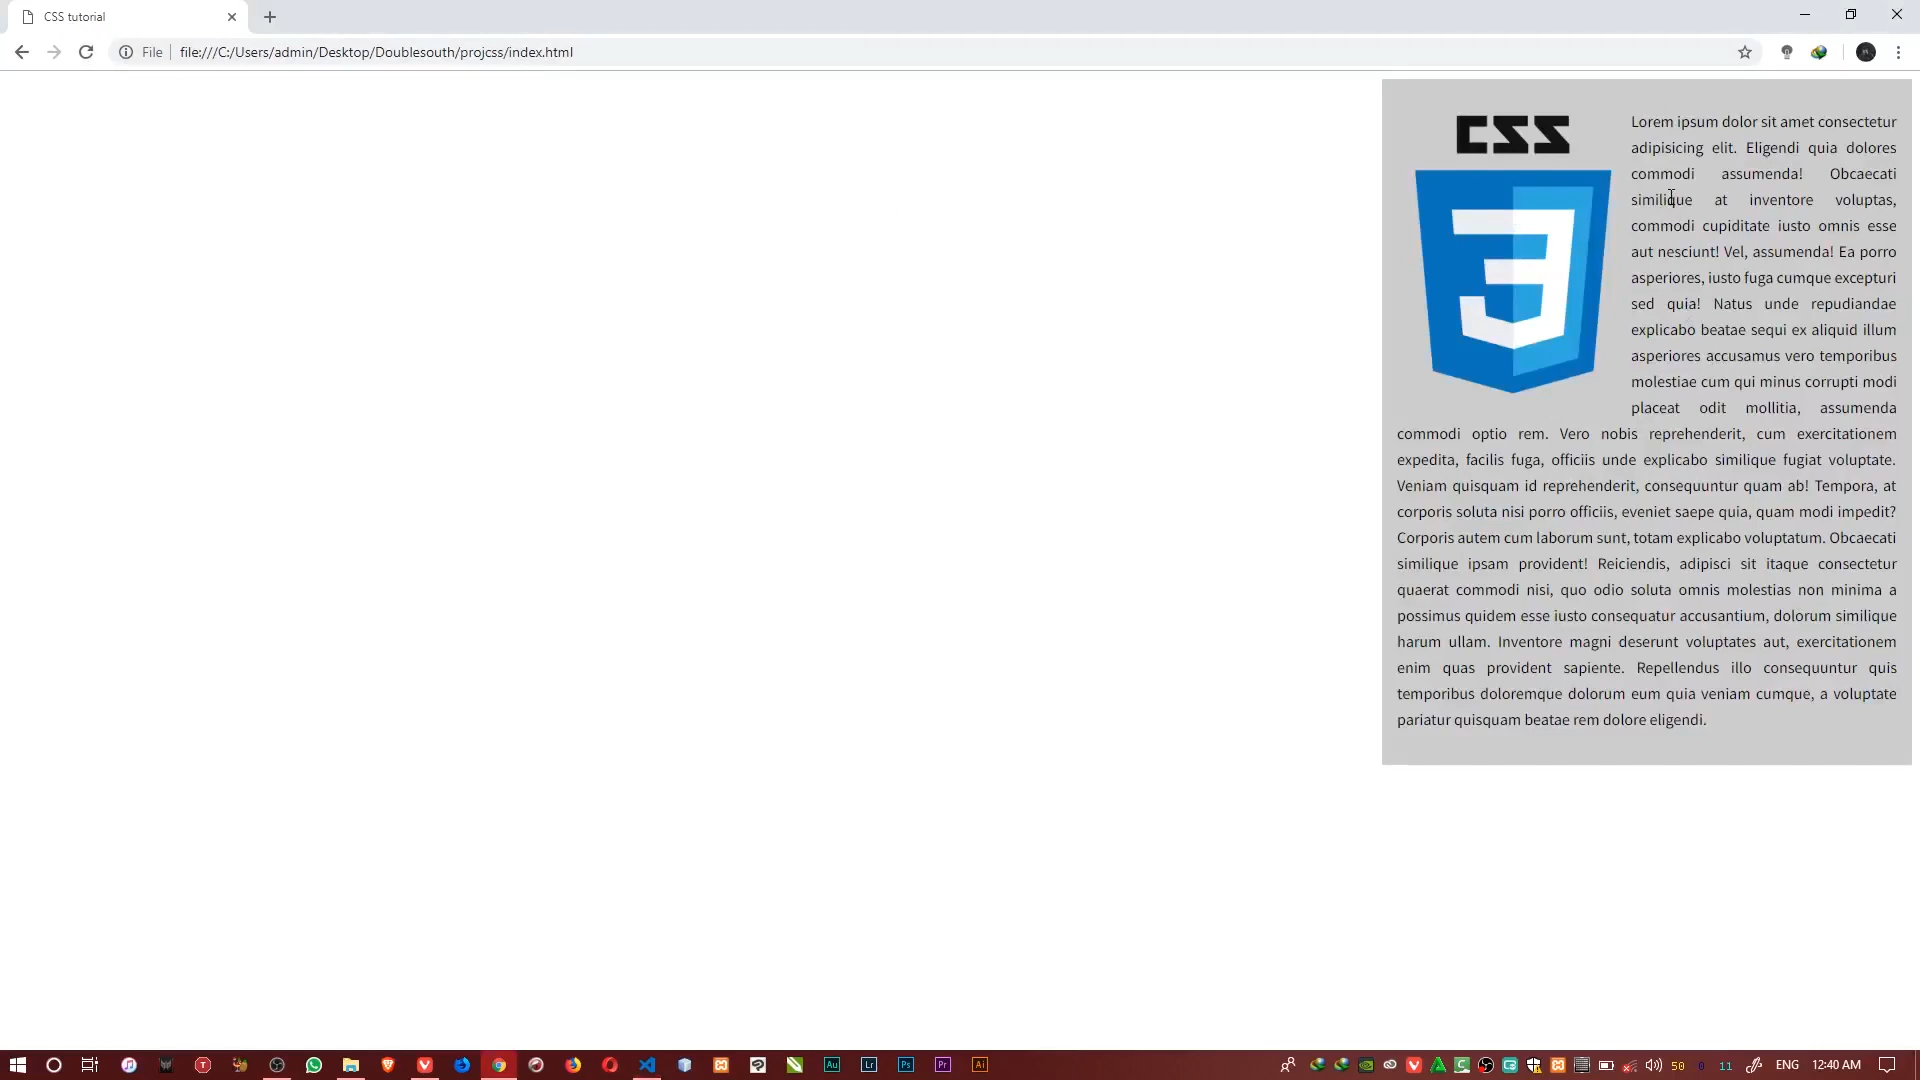 CSS tutorial
File
file:///C:/Users/admin/Desktop/Doublesouth/projcss/index.html
CSS
3
Lorem ipsum dolor sit amet consectetur
adipisicing elit. Eligendi quia dolores
commodi assumenda! Obcaecati
similique at inventore voluptas,
commodi cupiditate iusto omnis esse
aut nesciunt! Vel, assumenda! Ea porro
asperiores, iusto fuga cumque excepturi
sed quia! Natus unde repudiandae
explicabo beatae sequi ex aliquid illum
asperiores accusamus vero temporibus
molestiae cum qui minus corrupti modi
placeat odit mollitia, assumenda
commodi optio rem. Vero nobis reprehenderit, cum exercitationem
expedita, facilis fuga, officiis unde explicabo similique fugiat voluptate.
Veniam quisquam id reprehenderit, consequuntur quam ab! Tempora, at
corporis soluta nisi porro officiis, eveniet saepe quia, quam modi impedit?
Corporis autem cum laborum sunt, totam explicabo voluptatum. Obcaecati
similique ipsam provident! Reiciendis, adipisci sit itaque consectetur
quaerat commodi nisi, quo odio soluta omnis molestias non minima a
possimus quidem esse iusto consequatur accusantium, dolorum similique
harum ullam. Inventore magni deserunt voluptates aut, exercitationem
enim quas provident sapiente. Repellendus illo consequuntur quis
temporibus doloremque dolorum eum quia veniam cumque, a voluptate
pariatur quisquam beatae rem dolore eligendi.
Au Lr Ps Pr Ai 50 0 11 ENG 12:40 AM